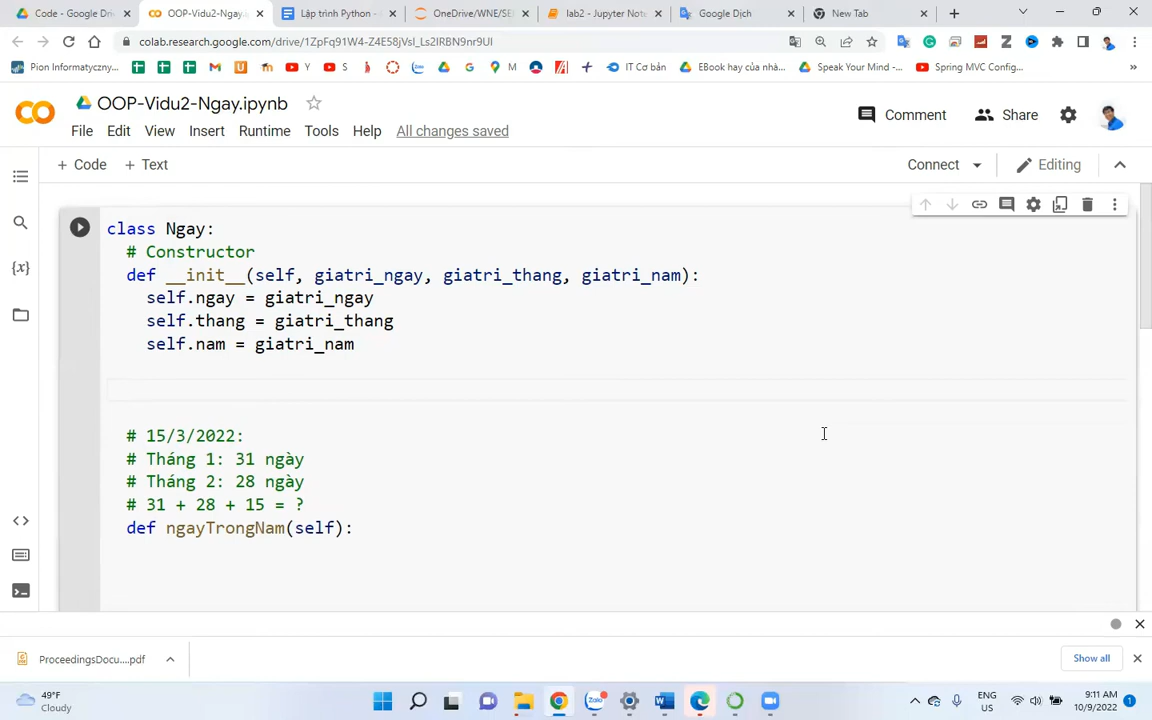 Code - Google Driv
OOP-Vidu2-Ngay.
Lập trình Python -
OneDrive/WNE/SE
lab2 - Jupyter Note
Google Dịch
New Tab
colab.research.google.com/drive/1ZpFq91W4-Z4E58jVsl_Ls2IRBN9nr9UI
Pion Informatyczny...
Y
S
M
IT Cơ bản
EBook hay của nhà...
Speak Your Mind -...
Spring MVC Config...
»
OOP-Vidu2-Ngay.ipynb
File Edit View Insert Runtime Tools Help All changes saved
Comment
Share
+ Code + Text
Connect
Editing
class Ngay:
# Constructor
def __init__(self, giatri_ngay, giatri_thang, giatri_nam):
self.ngay = giatri_ngay
self.thang = giatri_thang
self.nam = giatri_nam
# 15/3/2022:
# Tháng 1: 31 ngày
# Tháng 2: 28 ngày
# 31 + 28 + 15 = ?
def ngayTrongNam(self):
ProceedingsDocu....pdf
Show all
49°F
Cloudy
ENG
US
9:11 AM
10/9/2022
1